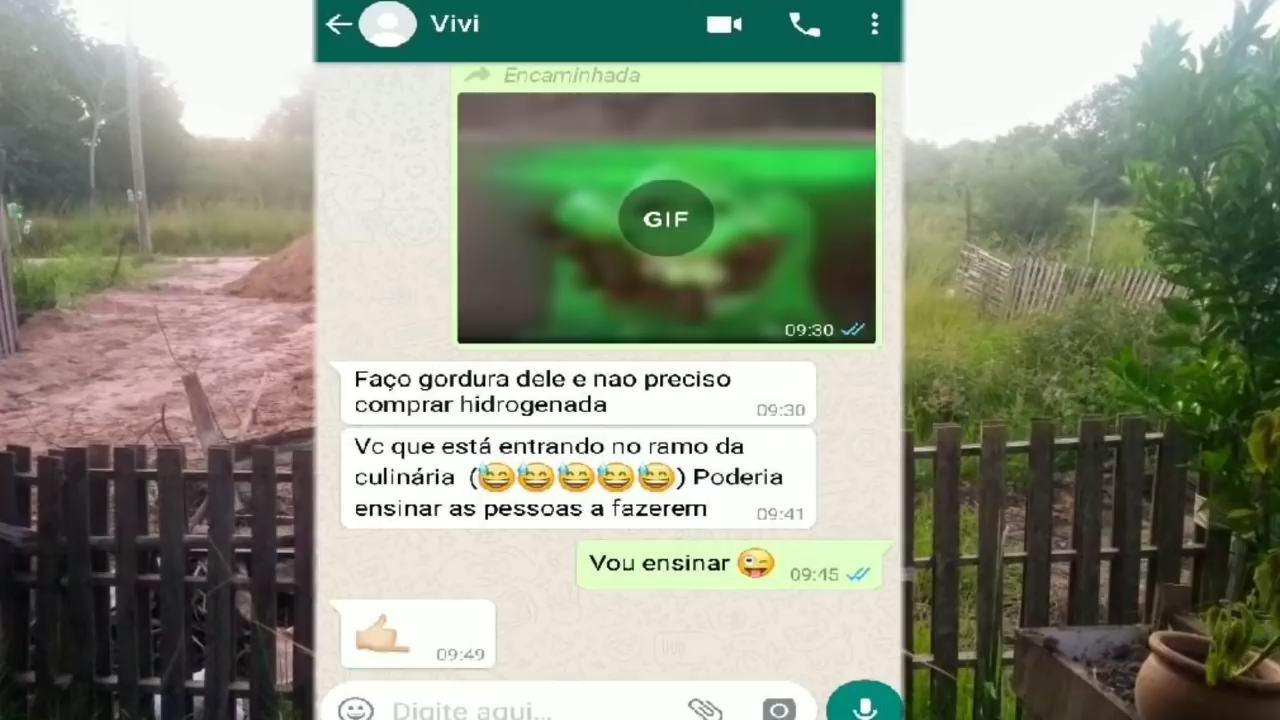 Vivi
Encaminhada
GIF
09:30
Faço gordura dele e nao preciso
comprar hidrogenada
09:30
Vc que está entrando no ramo da
culinária (😅😅😅😅😅) Poderia
ensinar as pessoas a fazerem
09:41
Vou ensinar 😜
09:45
🤙🏼
09:49
Digite aqui...